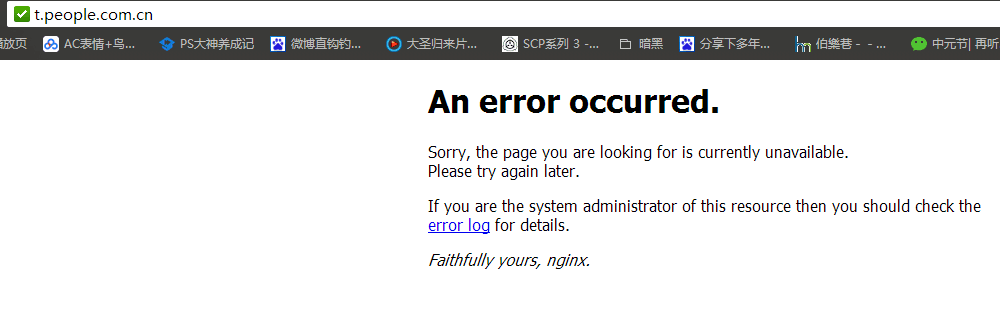 t.people.com.cn
播放页 AC表情+鸟... PS大神养成记 微博直钩钓... 大圣归来片... SCP系列 3 -... 暗黑 分享下多年... 伯樂巷 - - ... 中元节| 再听
An error occurred.
Sorry, the page you are looking for is currently unavailable.
Please try again later.
If you are the system administrator of this resource then you should check the
error log for details.
Faithfully yours, nginx.